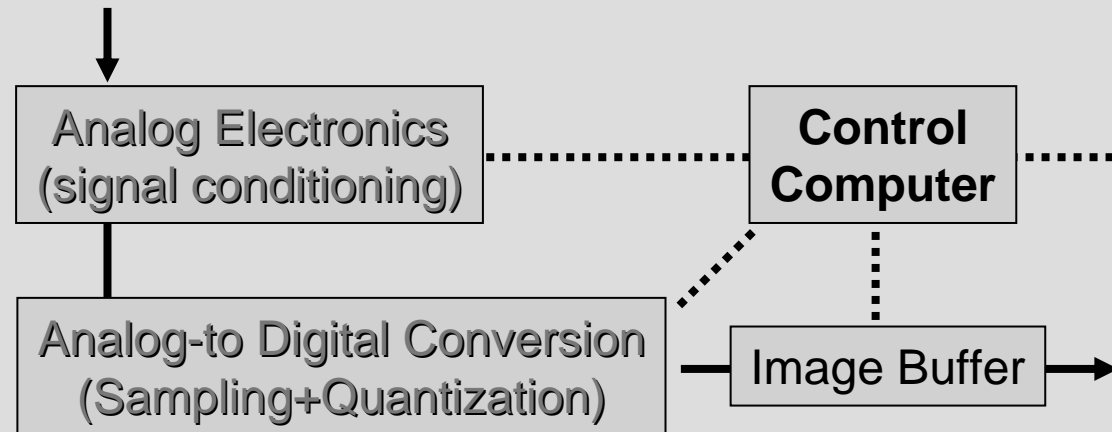 Analog Electronics
(signal conditioning)
Control
Computer
Analog-to Digital Conversion
(Sampling+Quantization)
Image Buffer